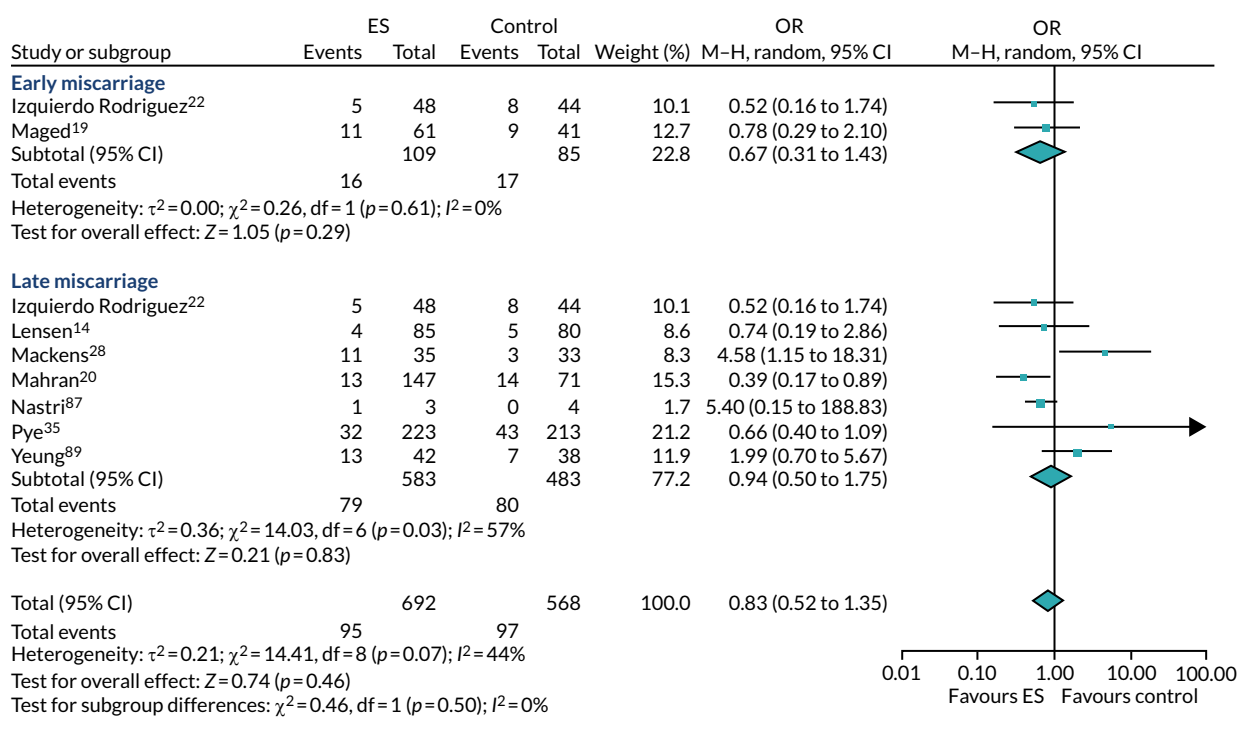 ES Control OR OR
Study or subgroup Events Total Events Total Weight (%) M–H, random, 95% CI M–H, random, 95% CI
Early miscarriage
Izquierdo Rodriguez22 5 48 8 44 10.1 0.52 (0.16 to 1.74)
Maged19 11 61 9 41 12.7 0.78 (0.29 to 2.10)
Subtotal (95% CI) 109 85 22.8 0.67 (0.31 to 1.43)
Total events 16 17
Heterogeneity: τ2=0.00; χ2=0.26, df=1 (p=0.61); I2=0%
Test for overall effect: Z=1.05 (p=0.29)
Late miscarriage
Izquierdo Rodriguez22 5 48 8 44 10.1 0.52 (0.16 to 1.74)
Lensen14 4 85 5 80 8.6 0.74 (0.19 to 2.86)
Mackens28 11 35 3 33 8.3 4.58 (1.15 to 18.31)
Mahran20 13 147 14 71 15.3 0.39 (0.17 to 0.89)
Nastri87 1 3 0 4 1.7 5.40 (0.15 to 188.83)
Pye35 32 223 43 213 21.2 0.66 (0.40 to 1.09)
Yeung89 13 42 7 38 11.9 1.99 (0.70 to 5.67)
Subtotal (95% CI) 583 483 77.2 0.94 (0.50 to 1.75)
Total events 79 80
Heterogeneity: τ2=0.36; χ2=14.03, df=6 (p=0.03); I2=57%
Test for overall effect: Z=0.21 (p=0.83)
Total (95% CI) 692 568 100.0 0.83 (0.52 to 1.35)
Total events 95 97
Heterogeneity: τ2=0.21; χ2=14.41, df=8 (p=0.07); I2=44%
Test for overall effect: Z=0.74 (p=0.46)
Test for subgroup differences: χ2=0.46, df=1 (p=0.50); I2=0%
0.01 0.10 1.00 10.00 100.00
Favours ES Favours control